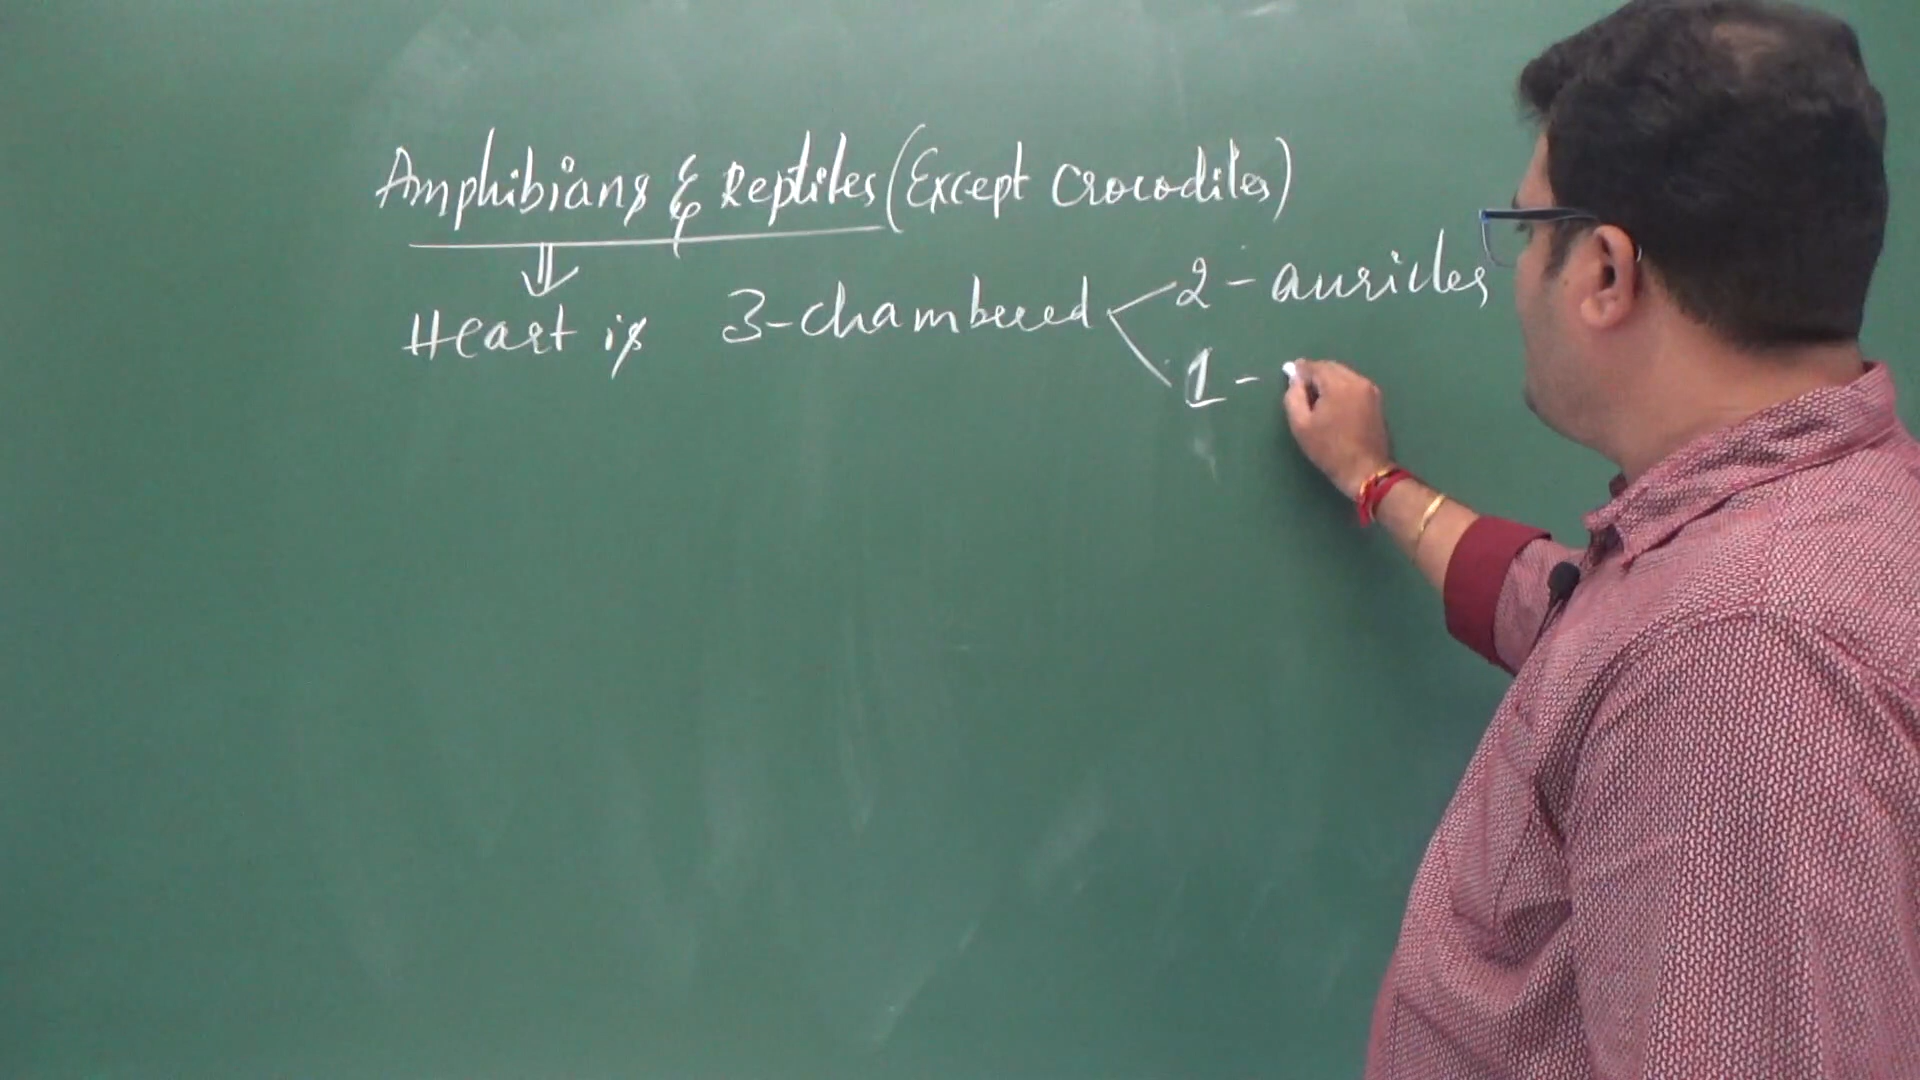 Amphibians & Reptiles (Except Crocodiles)
⇓
Heart is 3-chambered < 2 - auricles
1 -